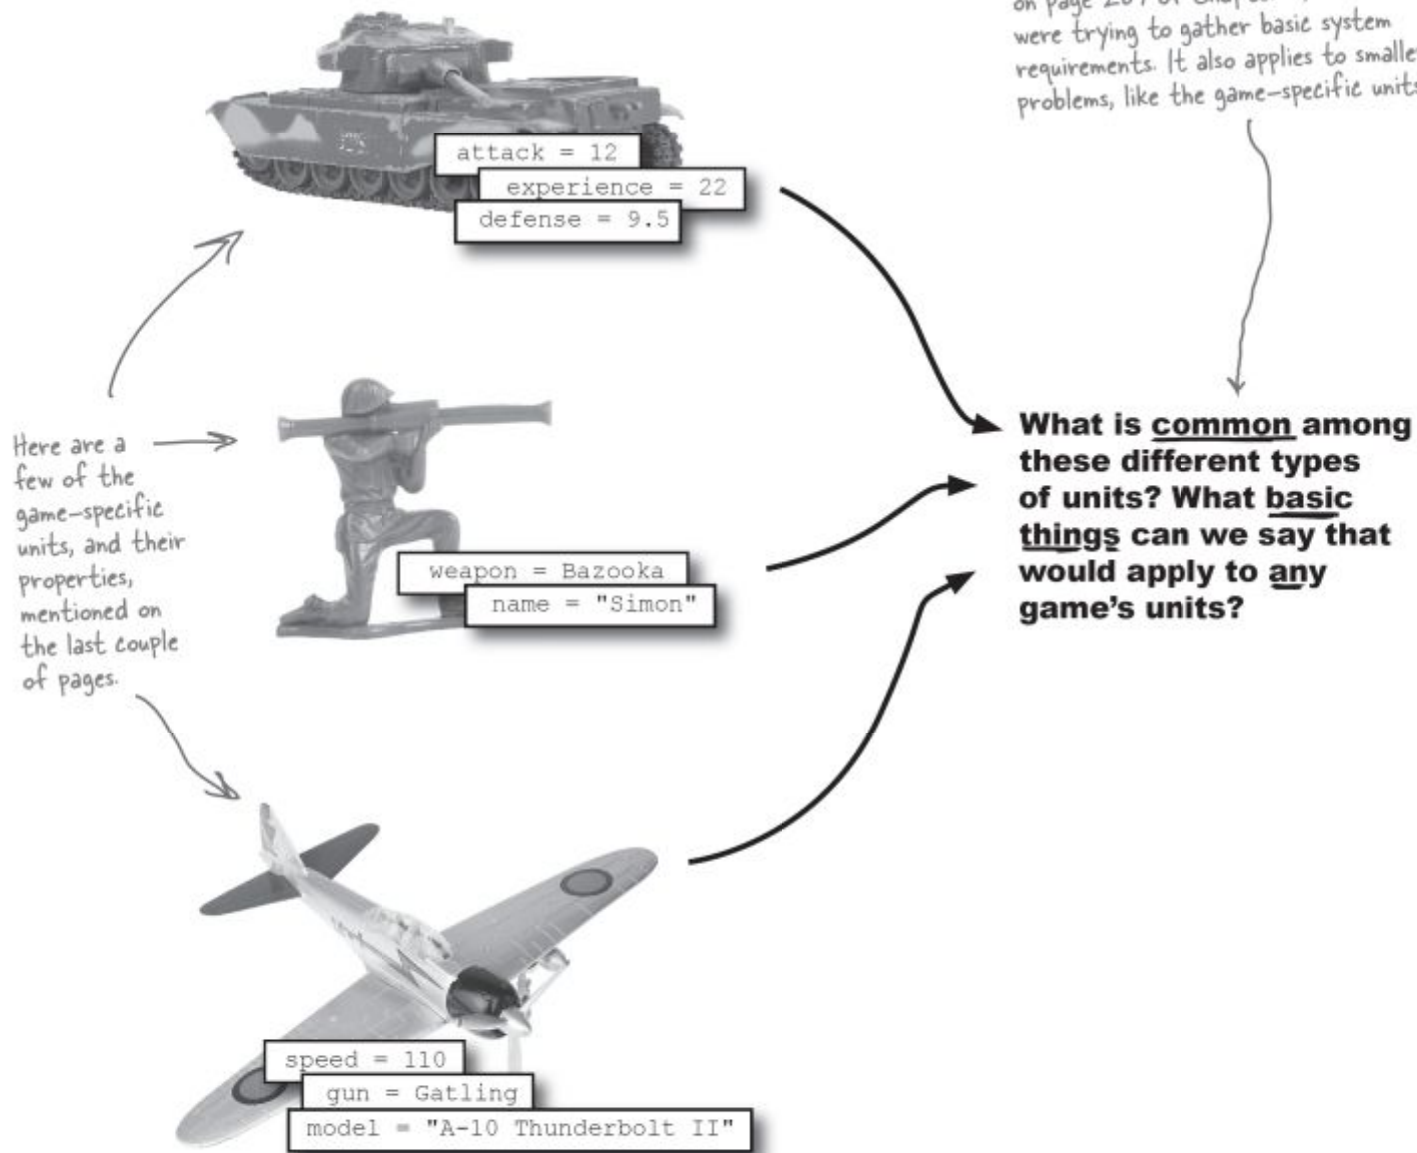 were trying to gather basic system
requirements. It also applies to smaller
problems, like the game-specific units
attack = 12
experience = 22
defense = 9.5
Here are a
few of the
game-specific
units, and their
properties,
mentioned on
the last couple
of pages.
weapon = Bazooka
name = "Simon"
What is common among
these different types
of units? What basic
things can we say that
would apply to any
game's units?
speed = 110
gun = Gatling
model = "A-10 Thunderbolt II"